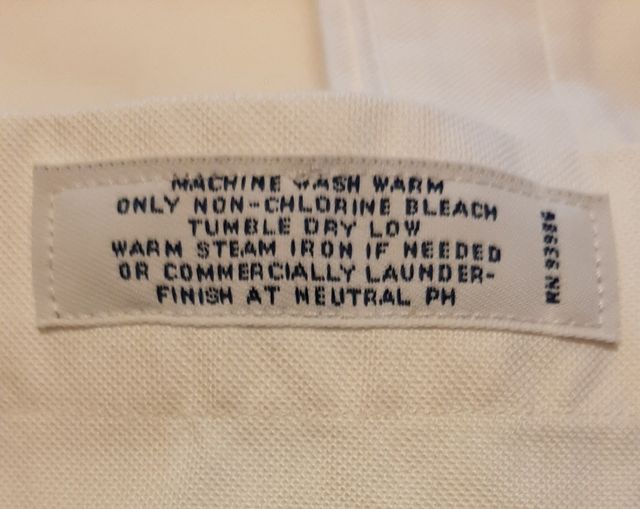 MACHINE WASH WARM
ONLY NON-CHLORINE BLEACH
TUMBLE DRY LOW
WARM STEAM IRON IF NEEDED
OR COMMERCIALLY LAUNDER-
FINISH AT NEUTRAL PH
RN